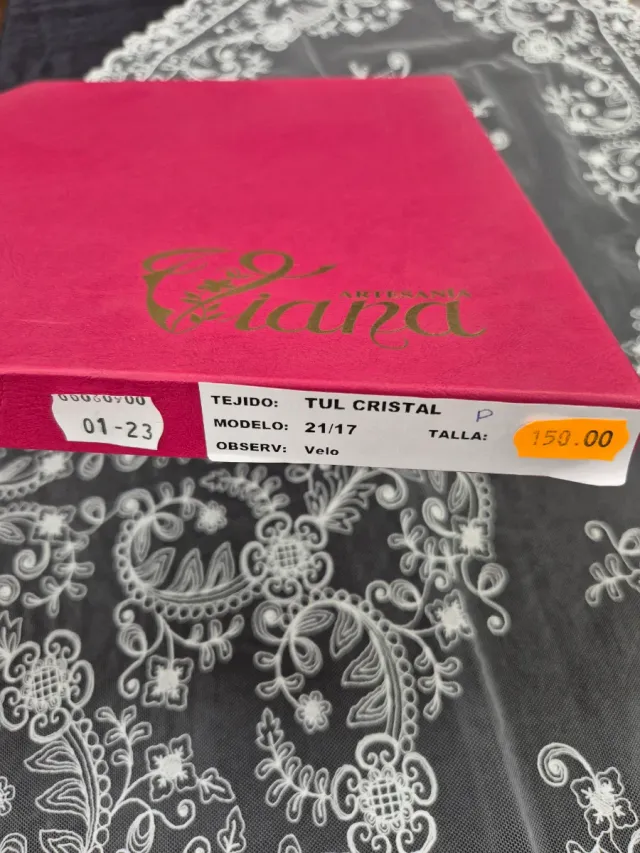 ARTESANÍA
Viana
01-23
TEJIDO: TUL CRISTAL P
MODELO: 21/17 TALLA: 150.00
OBSERV: Velo